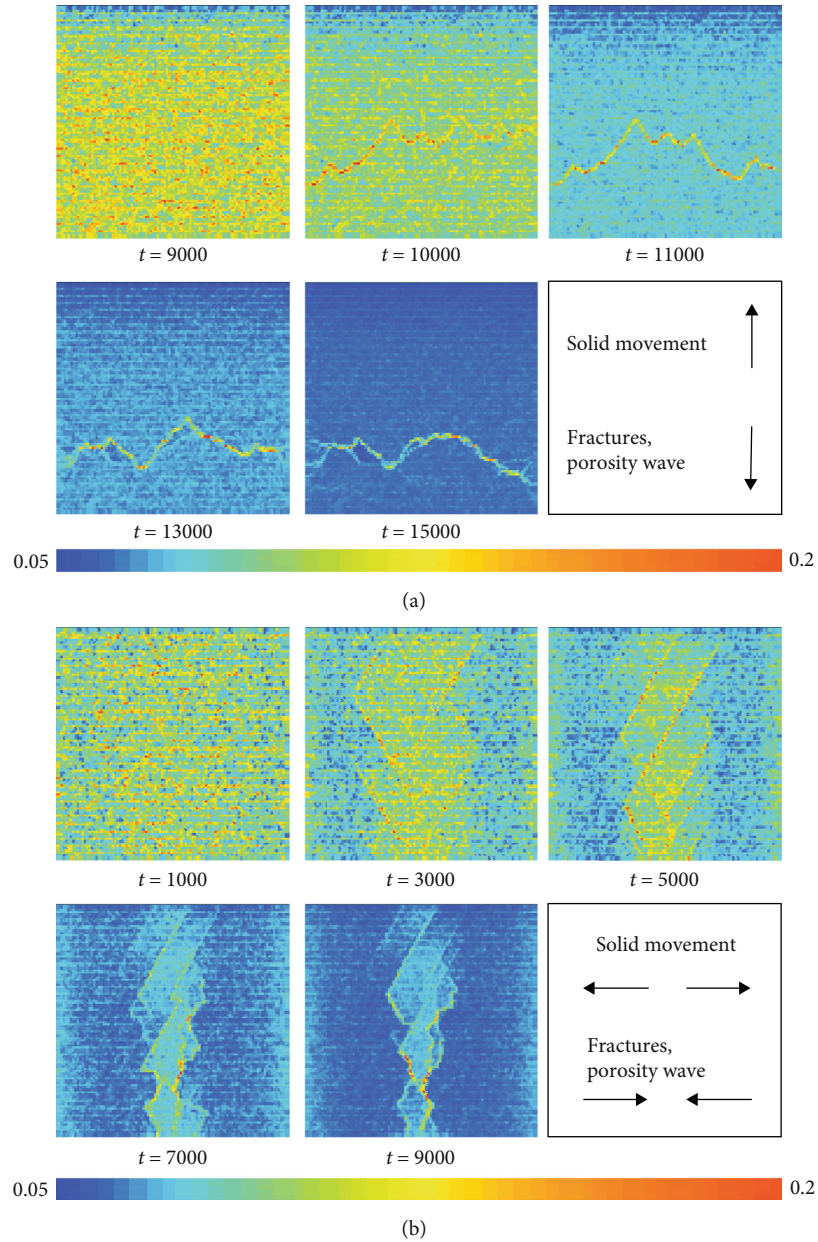 t = 9000
t = 10000
t = 11000
Solid movement
Fractures,
porosity wave
t = 13000
t = 15000
0.05
0.2
(a)
t = 1000
t = 3000
t = 5000
Solid movement
Fractures,
porosity wave
t = 7000
t = 9000
0.05
0.2
(b)